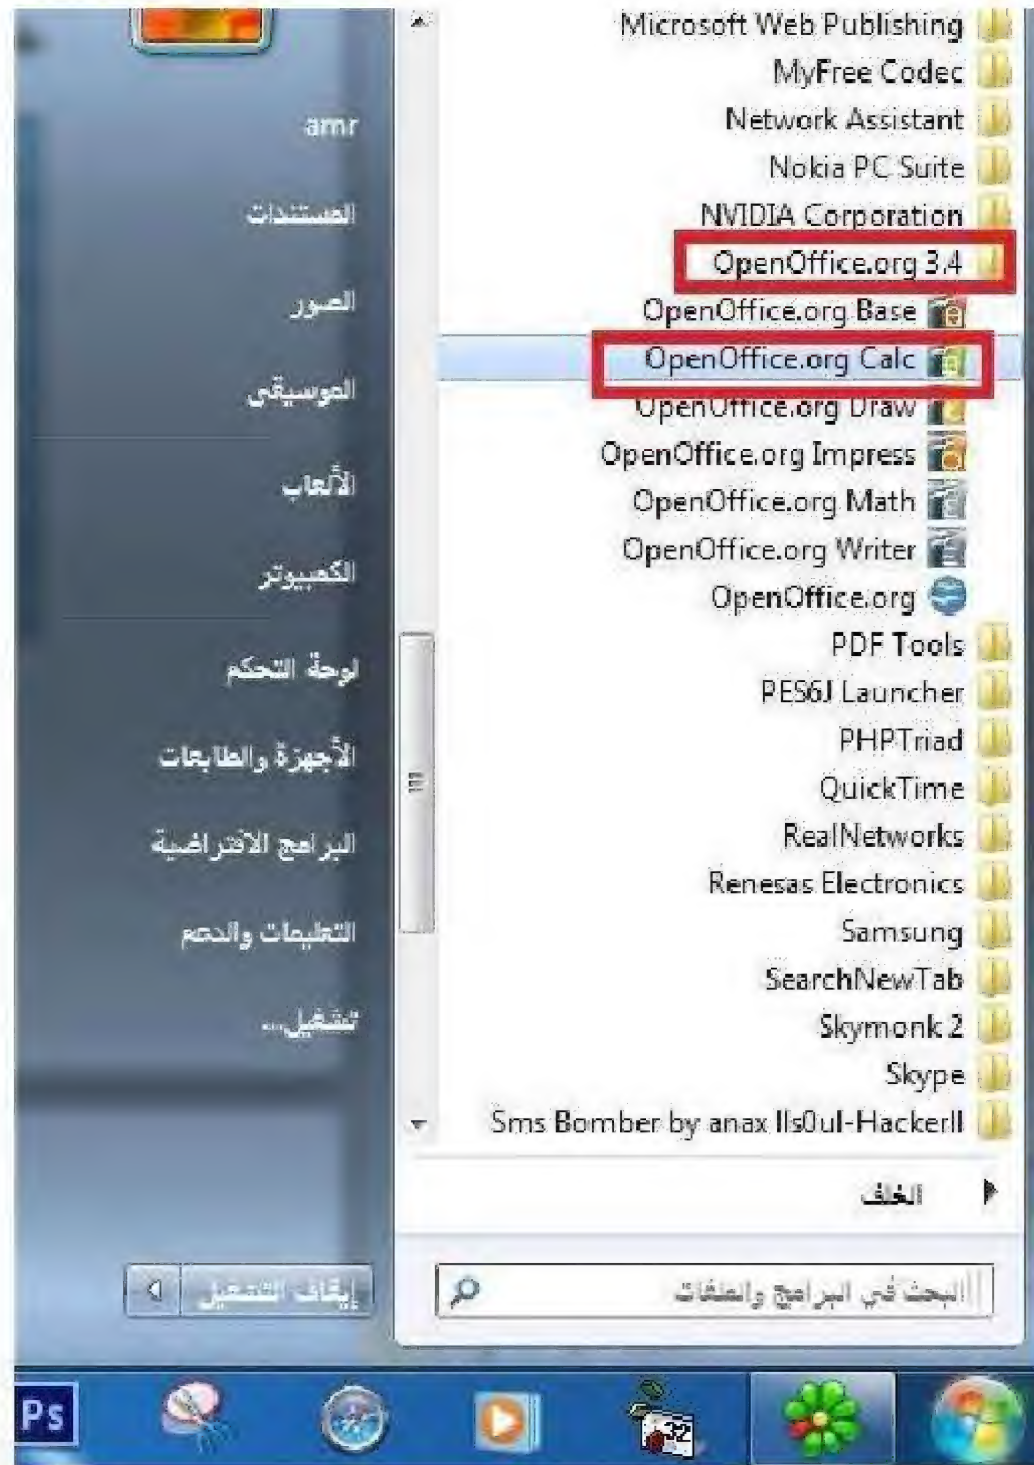 Microsoft Web Publishing
MyFree Codec
Network Assistant
Nokia PC Suite
NVIDIA Corporation
OpenOffice.org 3.4
OpenOffice.org Base
OpenOffice.org Calc
OpenOffice.org Draw
OpenOffice.org Impress
OpenOffice.org Math
OpenOffice.org Writer
OpenOffice.org
PDF Tools
PES6J Launcher
PHPTriad
QuickTime
RealNetworks
Renesas Electronics
Samsung
SearchNewTab
Skymonk 2
Skype
Sms Bomber by anax lls0ul-Hackerll
الخلف
البحث في البرامج والملفات
amr
المستندات
الصور
الموسيقى
الألعاب
الكمبيوتر
لوحة التحكم
الأجهزة والطابعات
البرامج الافتراضية
التعليمات والدعم
تشغيل...
إيقاف التشغيل
32
Ps